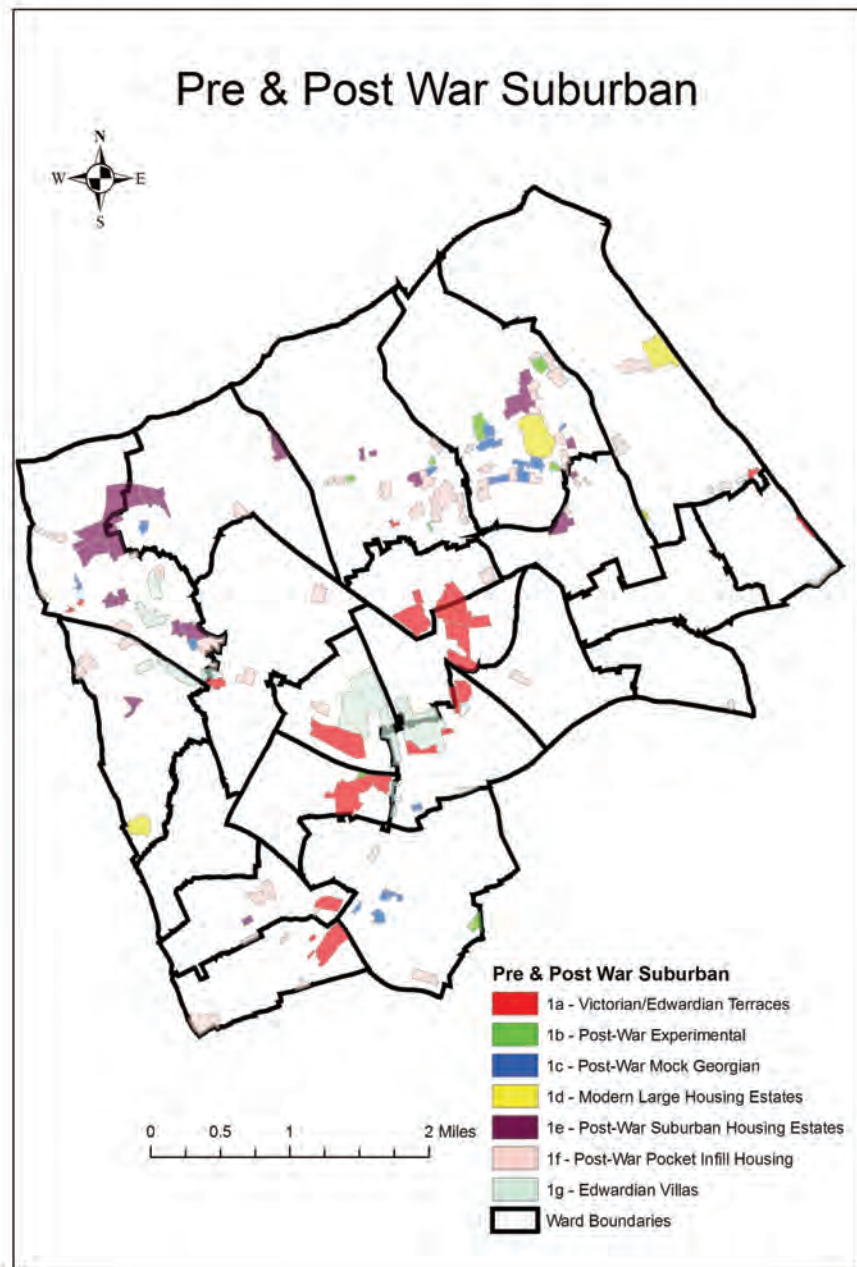 Pre & Post War Suburban
N
W E
S
Pre & Post War Suburban
1a - Victorian/Edwardian Terraces
1b - Post-War Experimental
1c - Post-War Mock Georgian
1d - Modern Large Housing Estates
1e - Post-War Suburban Housing Estates
1f - Post-War Pocket Infill Housing
1g - Edwardian Villas
Ward Boundaries
0 0.5 1 2 Miles